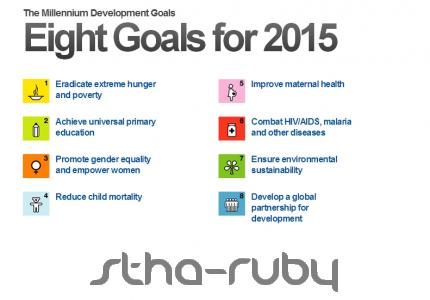 The Millennium Development Goals
Eight Goals for 2015
1
Eradicate extreme hunger
and poverty
2
Achieve universal primary
education
3
Promote gender equality
and empower women
4
Reduce child mortality
5
Improve maternal health
6
Combat HIV/AIDS, malaria
and other diseases
7
Ensure environmental
sustainability
8
Develop a global
partnership for
development
stha-ruby